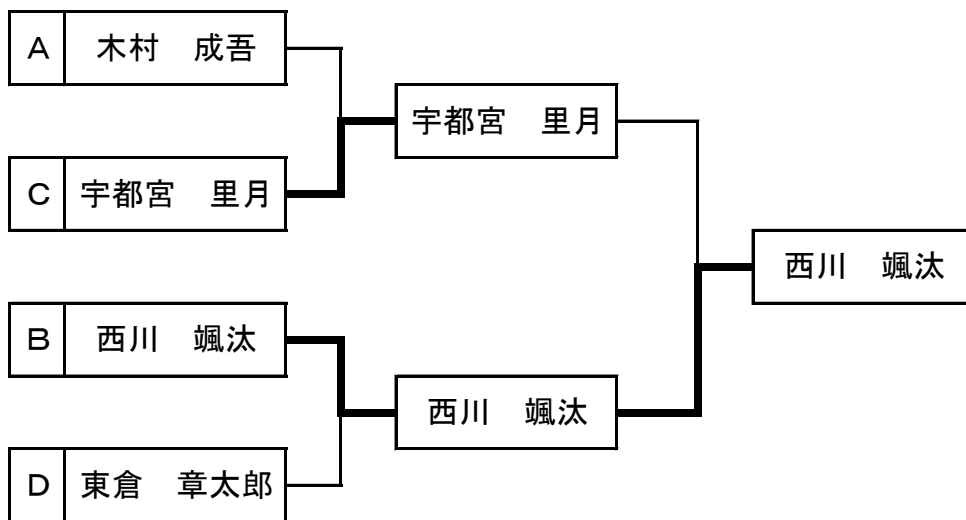 A 木村　成吾
宇都宮　里月
C 宇都宮　里月
西川　颯汰
B 西川　颯汰
西川　颯汰
D 東倉　章太郎